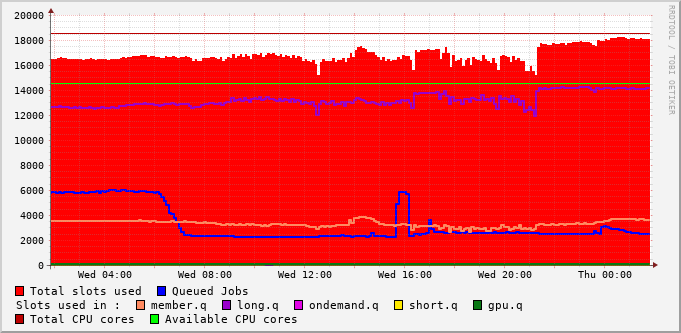 20000
18000
16000
14000
12000
10000
8000
6000
4000
2000
0
Wed 04:00 Wed 08:00 Wed 12:00 Wed 16:00 Wed 20:00 Thu 00:00
Total slots used Queued Jobs
Slots used in : member.q long.q ondemand.q short.q gpu.q
Total CPU cores Available CPU cores
RRDTOOL / TOBI OETIKER